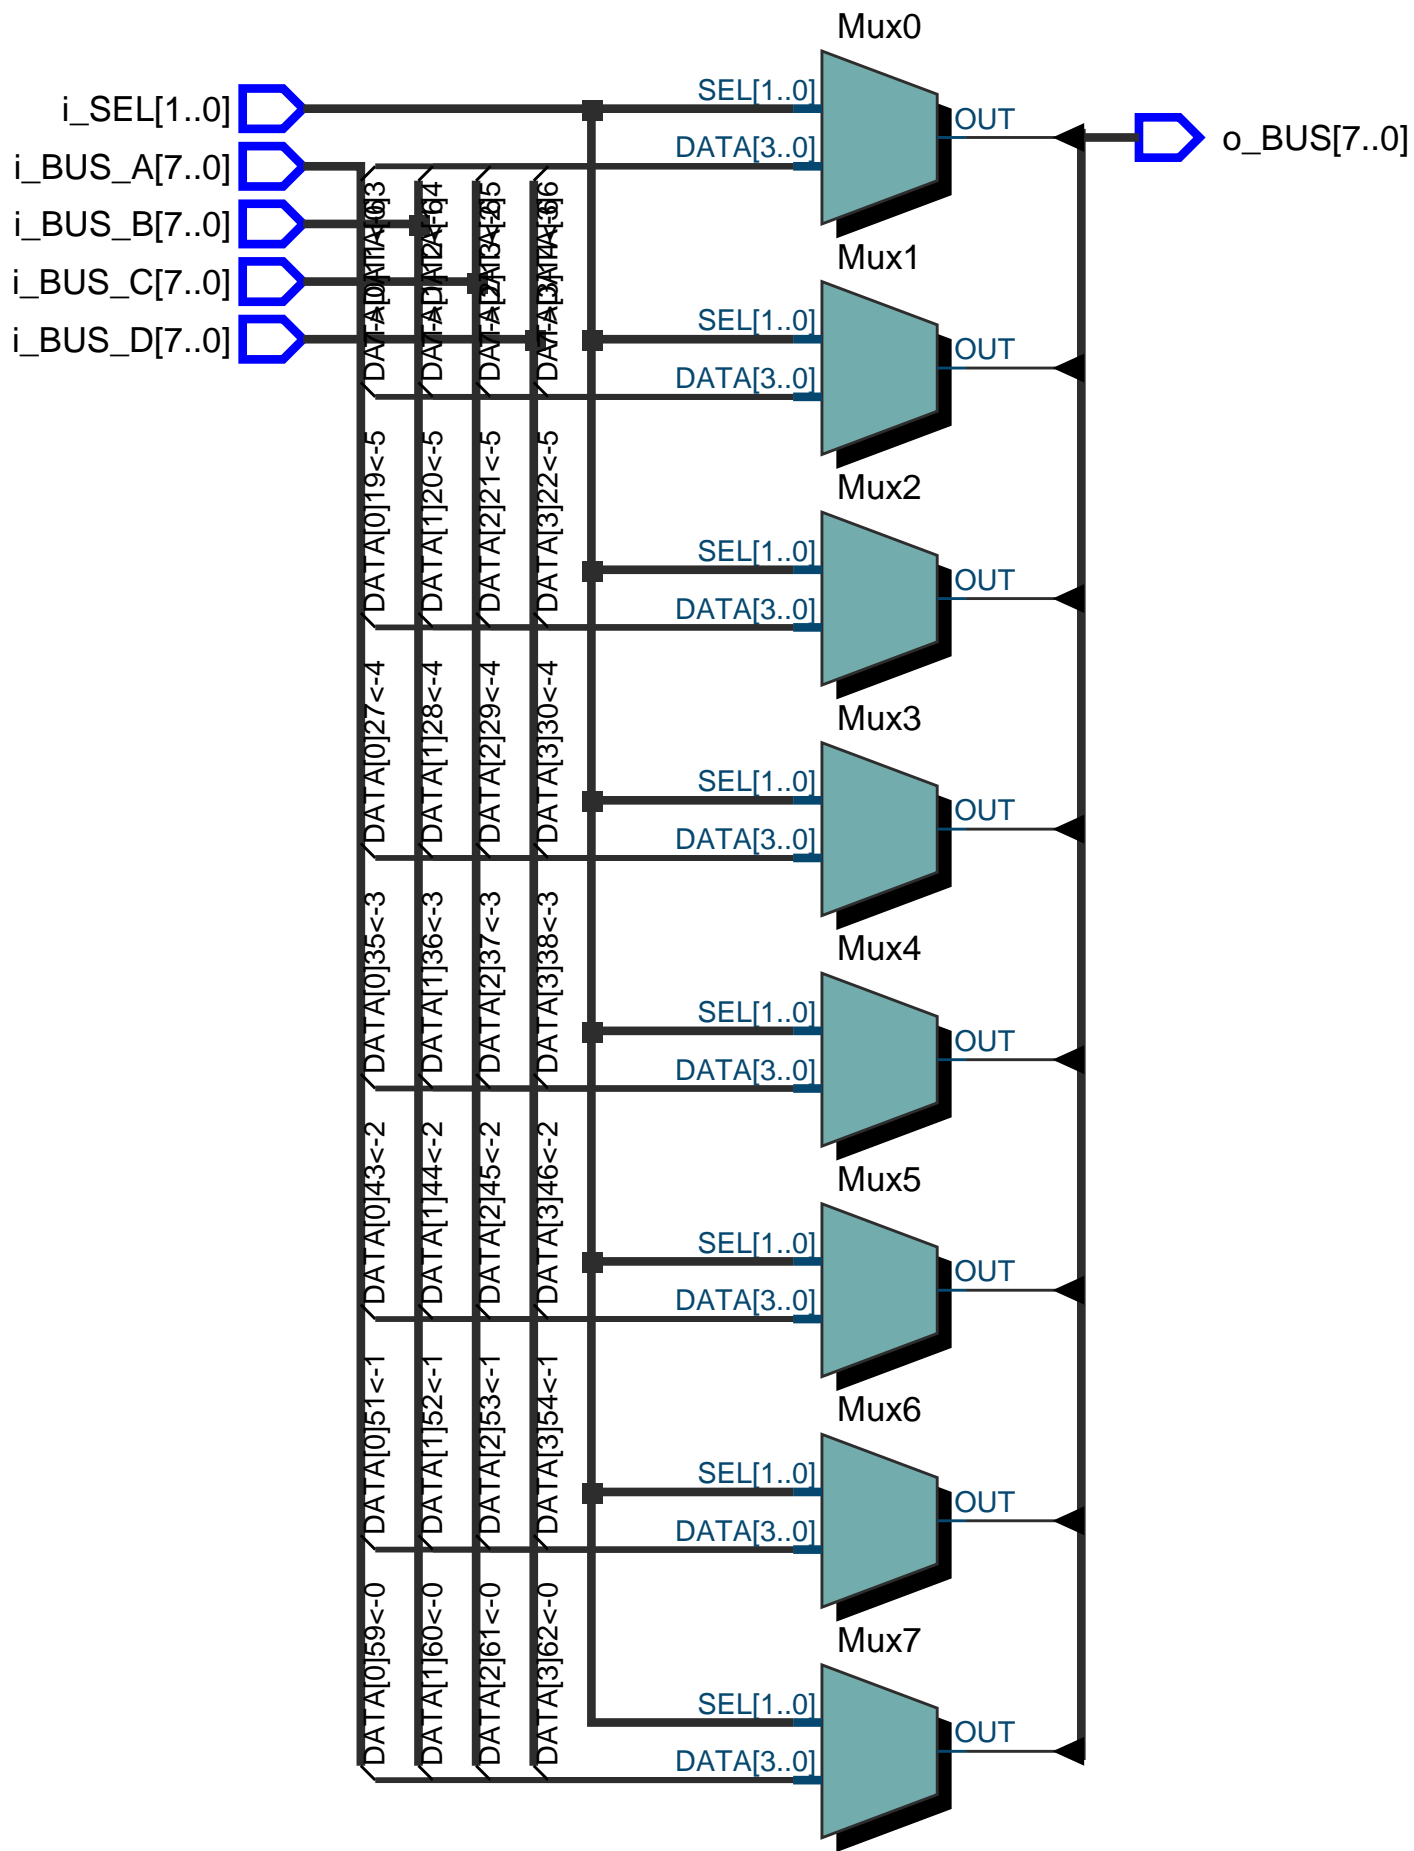 Mux0
i_SEL[1..0]
SEL[1..0]
OUT
o_BUS[7..0]
i_BUS_A[7..0]
DATA[3..0]
i_BUS_B[7..0]
Mux1
i_BUS_C[7..0]
SEL[1..0]
OUT
i_BUS_D[7..0]
DATA[3..0]
DATA[0]19<-5
DATA[1]20<-5
DATA[2]21<-5
DATA[3]22<-5
Mux2
SEL[1..0]
OUT
DATA[3..0]
DATA[0]27<-4
DATA[1]28<-4
DATA[2]29<-4
DATA[3]30<-4
Mux3
SEL[1..0]
OUT
DATA[3..0]
DATA[0]35<-3
DATA[1]36<-3
DATA[2]37<-3
DATA[3]38<-3
Mux4
SEL[1..0]
OUT
DATA[3..0]
DATA[0]43<-2
DATA[1]44<-2
DATA[2]45<-2
DATA[3]46<-2
Mux5
SEL[1..0]
OUT
DATA[3..0]
DATA[0]51<-1
DATA[1]52<-1
DATA[2]53<-1
DATA[3]54<-1
Mux6
SEL[1..0]
OUT
DATA[3..0]
DATA[0]59<-0
DATA[1]60<-0
DATA[2]61<-0
DATA[3]62<-0
Mux7
SEL[1..0]
OUT
DATA[3..0]